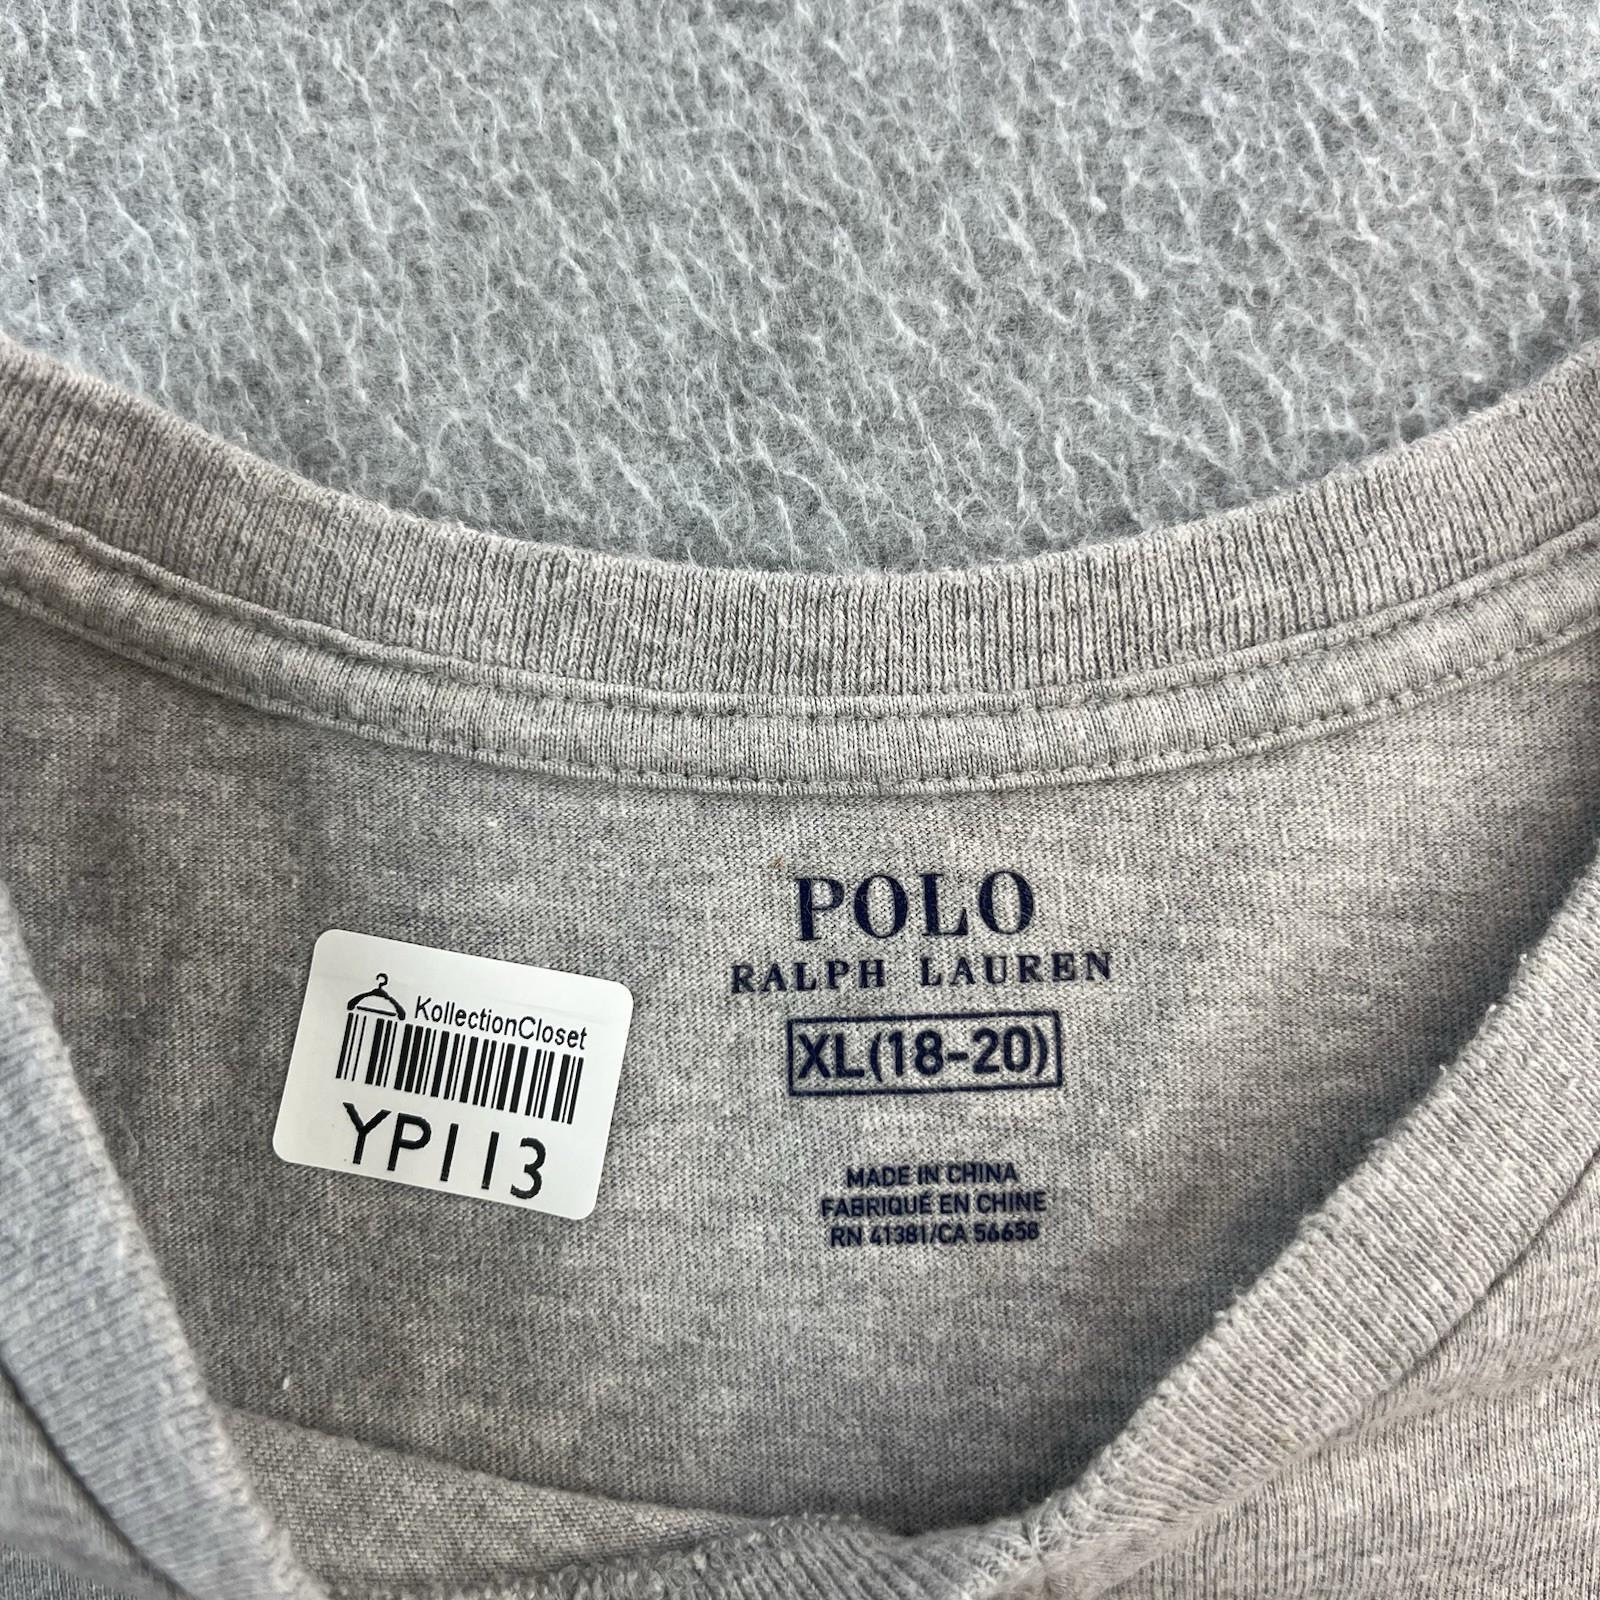 POLO
RALPH LAUREN
XL(18-20)
MADE IN CHINA
FABRIQUÉ EN CHINE
RN 41381/CA 56658
KollectionCloset
YP113